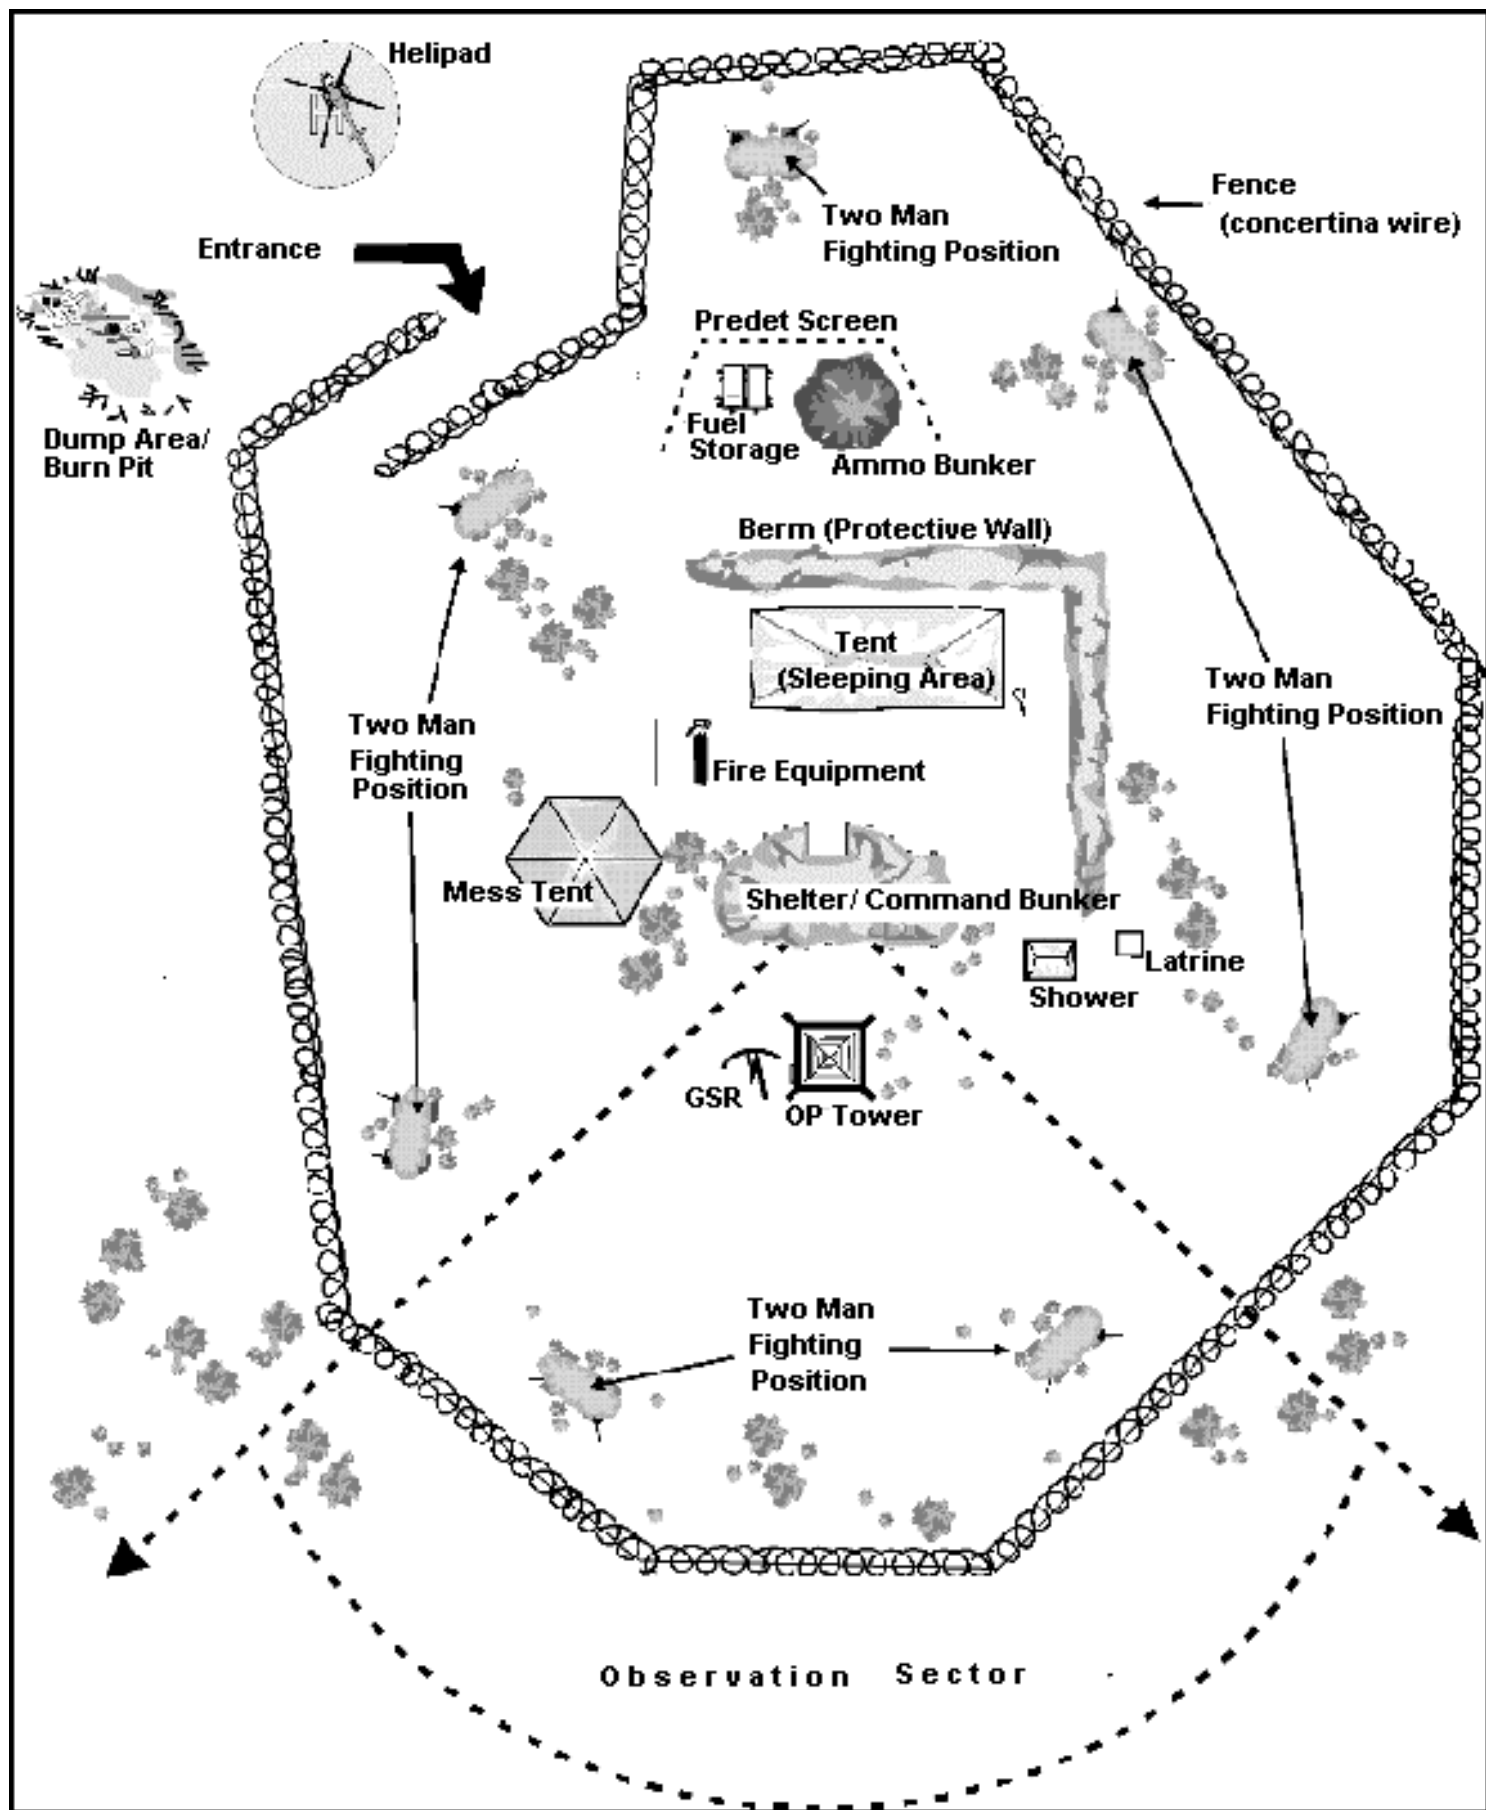 Helipad
H
Fence
(concertina wire)
Two Man
Fighting Position
Entrance
Predet Screen
Fuel
Storage
Ammo Bunker
Dump Area/
Burn Pit
Berm (Protective Wall)
Tent
(Sleeping Area)
Two Man
Fighting Position
Two Man
Fighting
Position
Fire Equipment
Mess Tent
Shelter/ Command Bunker
Latrine
Shower
GSR
OP Tower
Two Man
Fighting
Position
Observation Sector